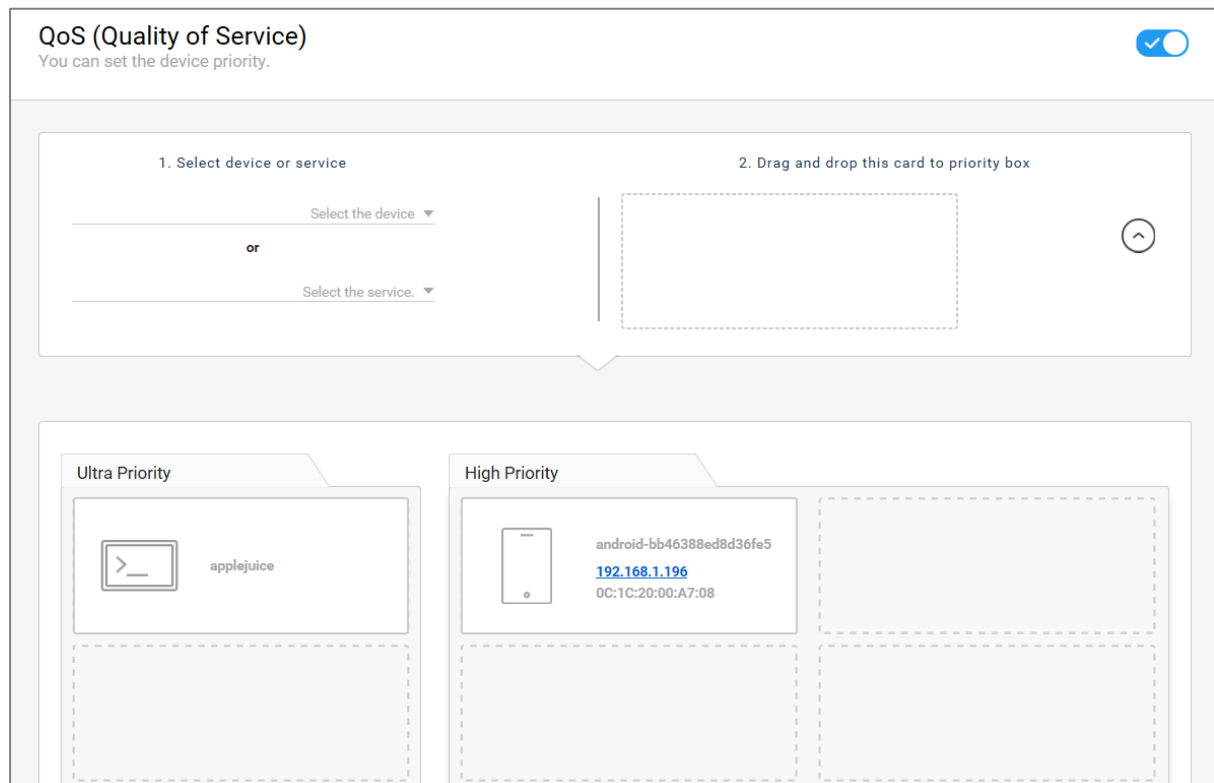 QoS (Quality of Service)
You can set the device priority.
1. Select device or service
2. Drag and drop this card to priority box
Select the device
or
Select the service.
Ultra Priority
High Priority
>_
applejuice
android-bb46388ed8d36fe5
192.168.1.196
0C:1C:20:00:A7:08